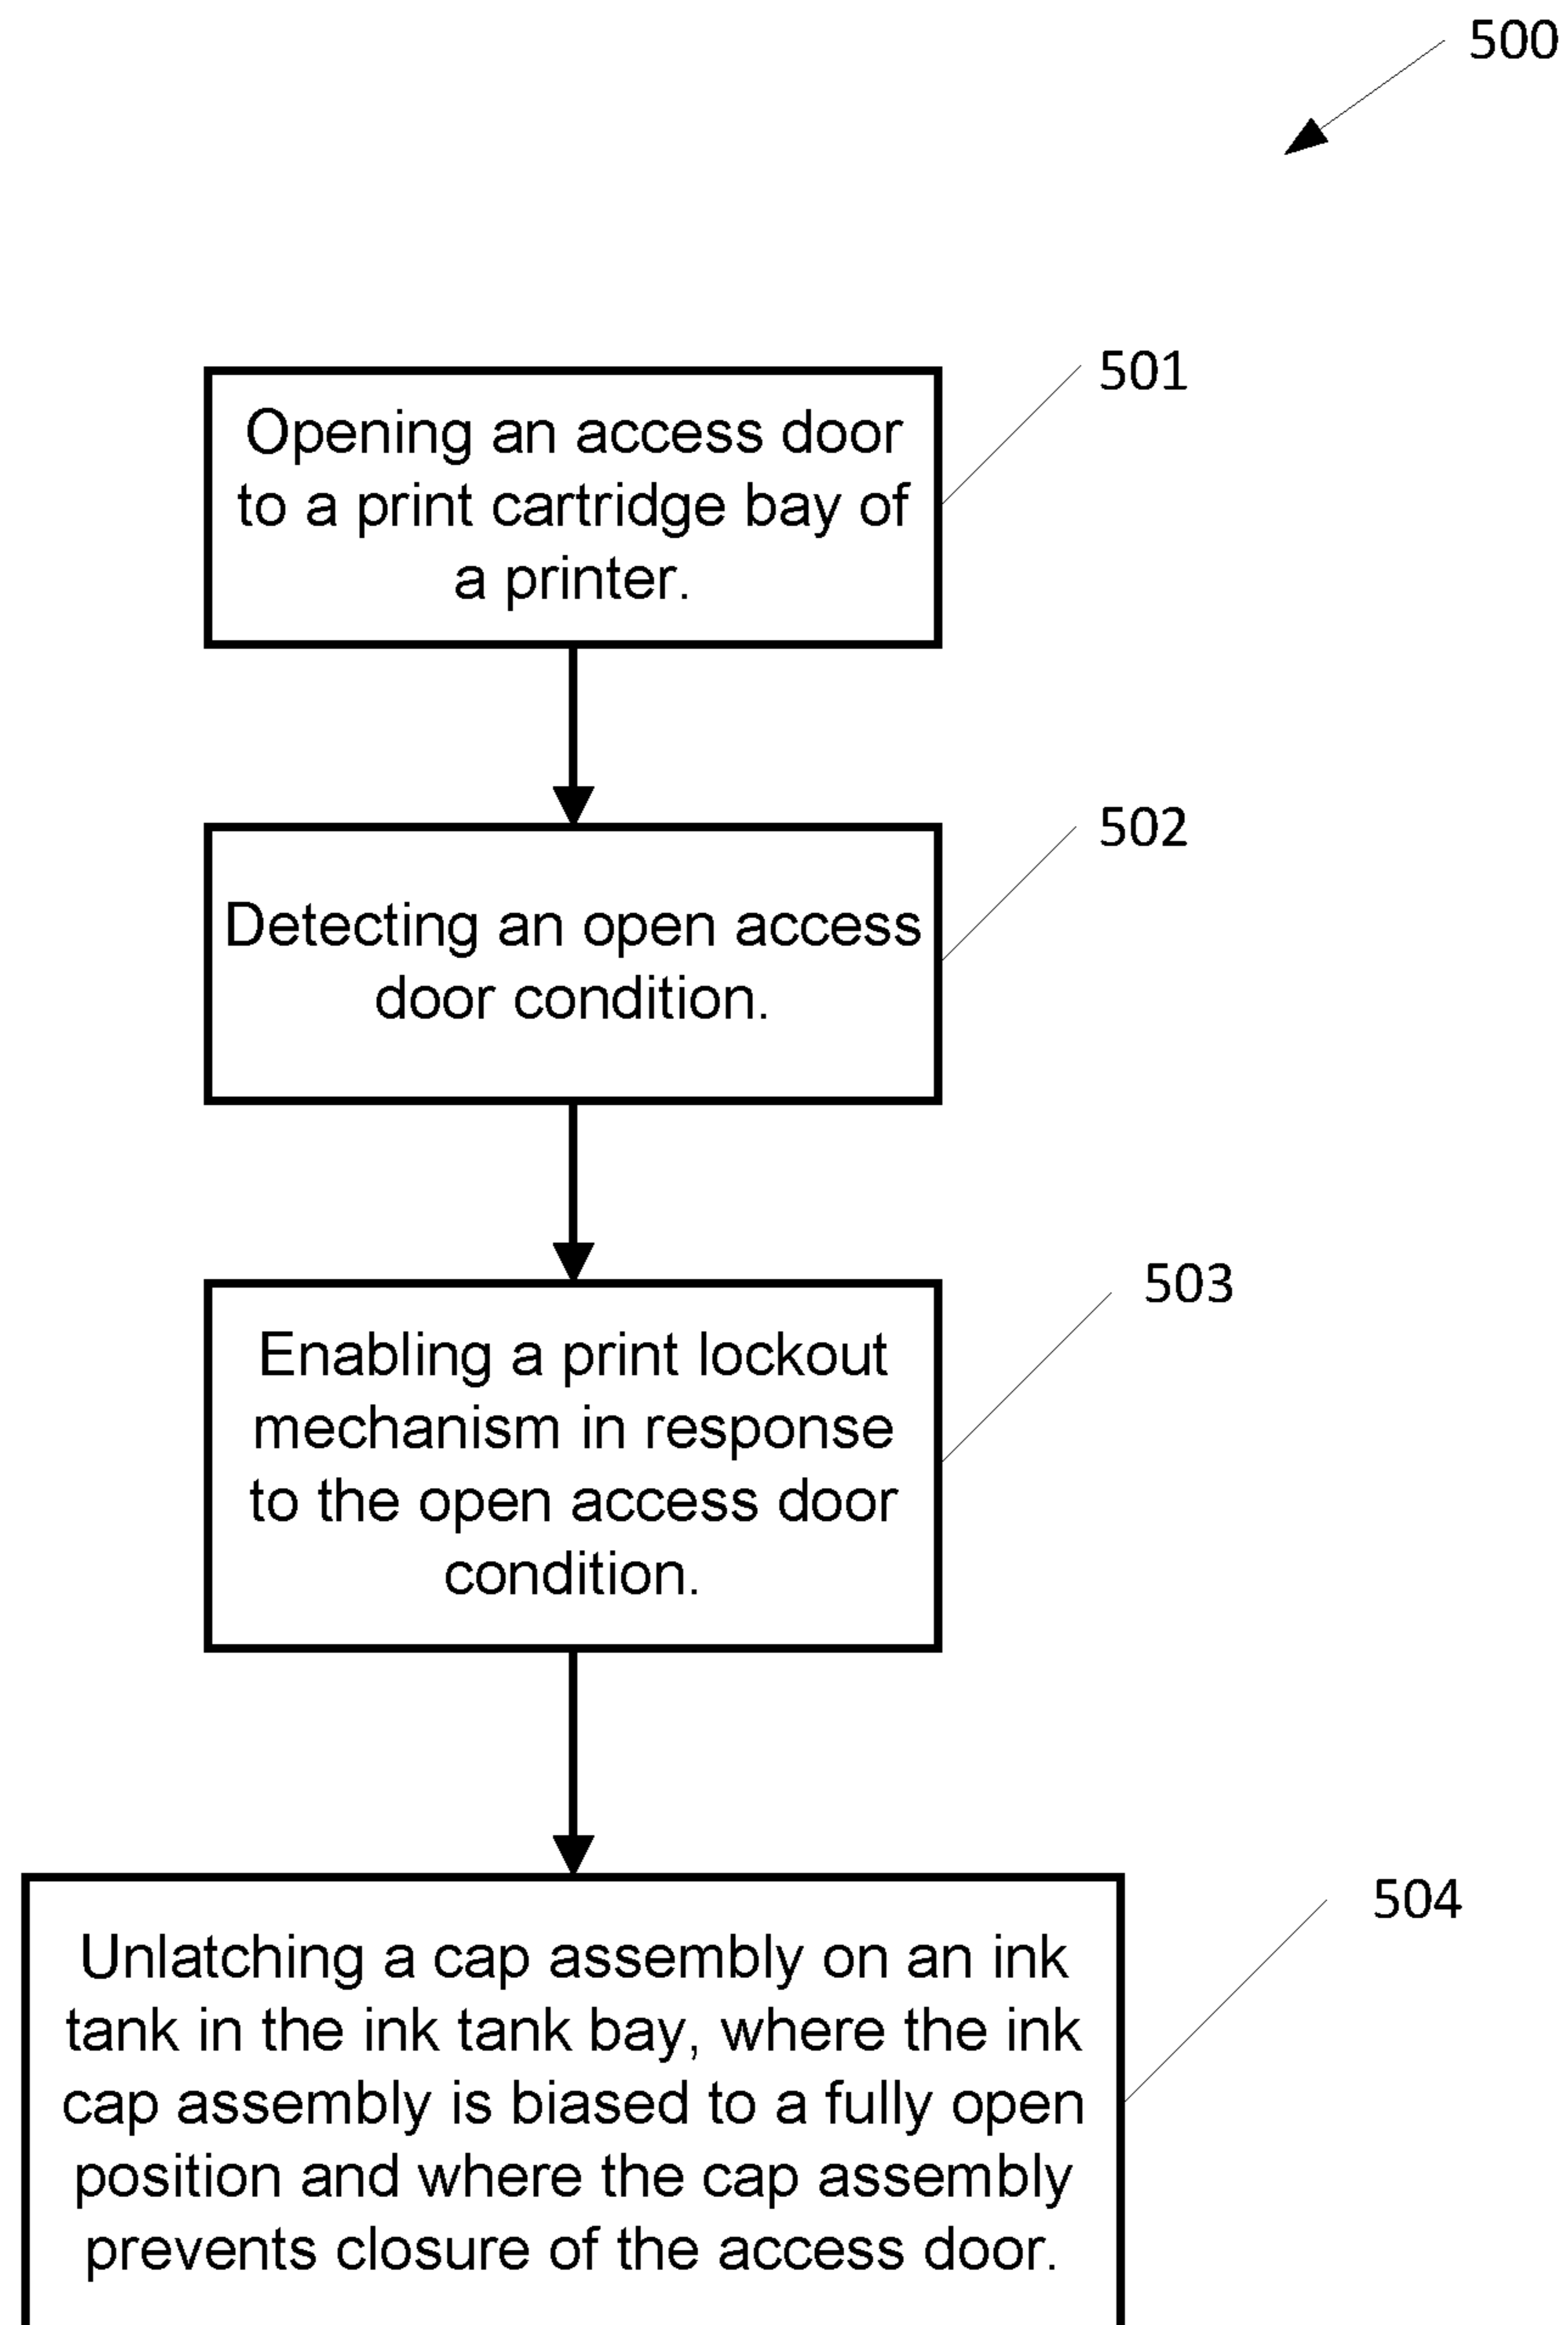 500
501
Opening an access door
to a print cartridge bay of
a printer.
502
Detecting an open access
door condition.
503
Enabling a print lockout
mechanism in response
to the open access door
condition.
504
Unlatching a cap assembly on an ink
tank in the ink tank bay, where the ink
cap assembly is biased to a fully open
position and where the cap assembly
prevents closure of the access door.